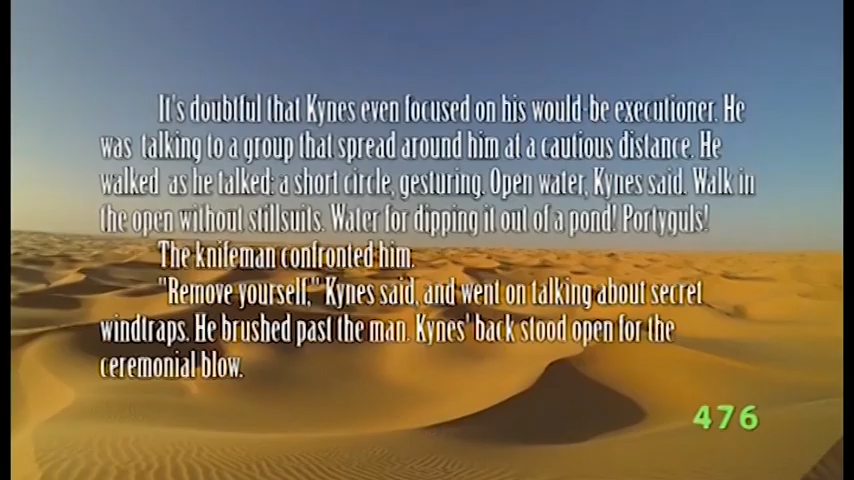 It's doubtful that Kynes even focused on his would-be executioner. He
was talking to a group that spread around him at a cautious distance. He
walked as he talked: a short circle, gesturing. Open water, Kynes said. Walk in
the open without stillsuits. Water for dipping it out of a pond! Portyguls!
The knifeman confronted him.
"Remove yourself," Kynes said, and went on talking about secret
windtraps. He brushed past the man. Kynes' back stood open for the
ceremonial blow.
476